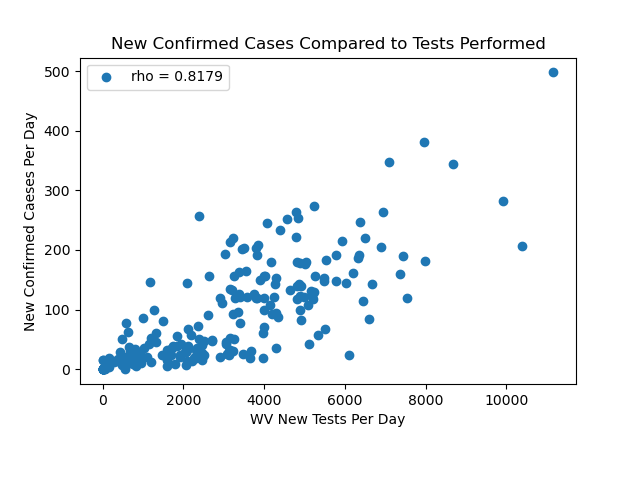 New Confirmed Cases Compared to Tests Performed
rho = 0.8179
500
400
300
200
100
0
New Confirmed Caeses Per Day
0 2000 4000 6000 8000 10000
WV New Tests Per Day